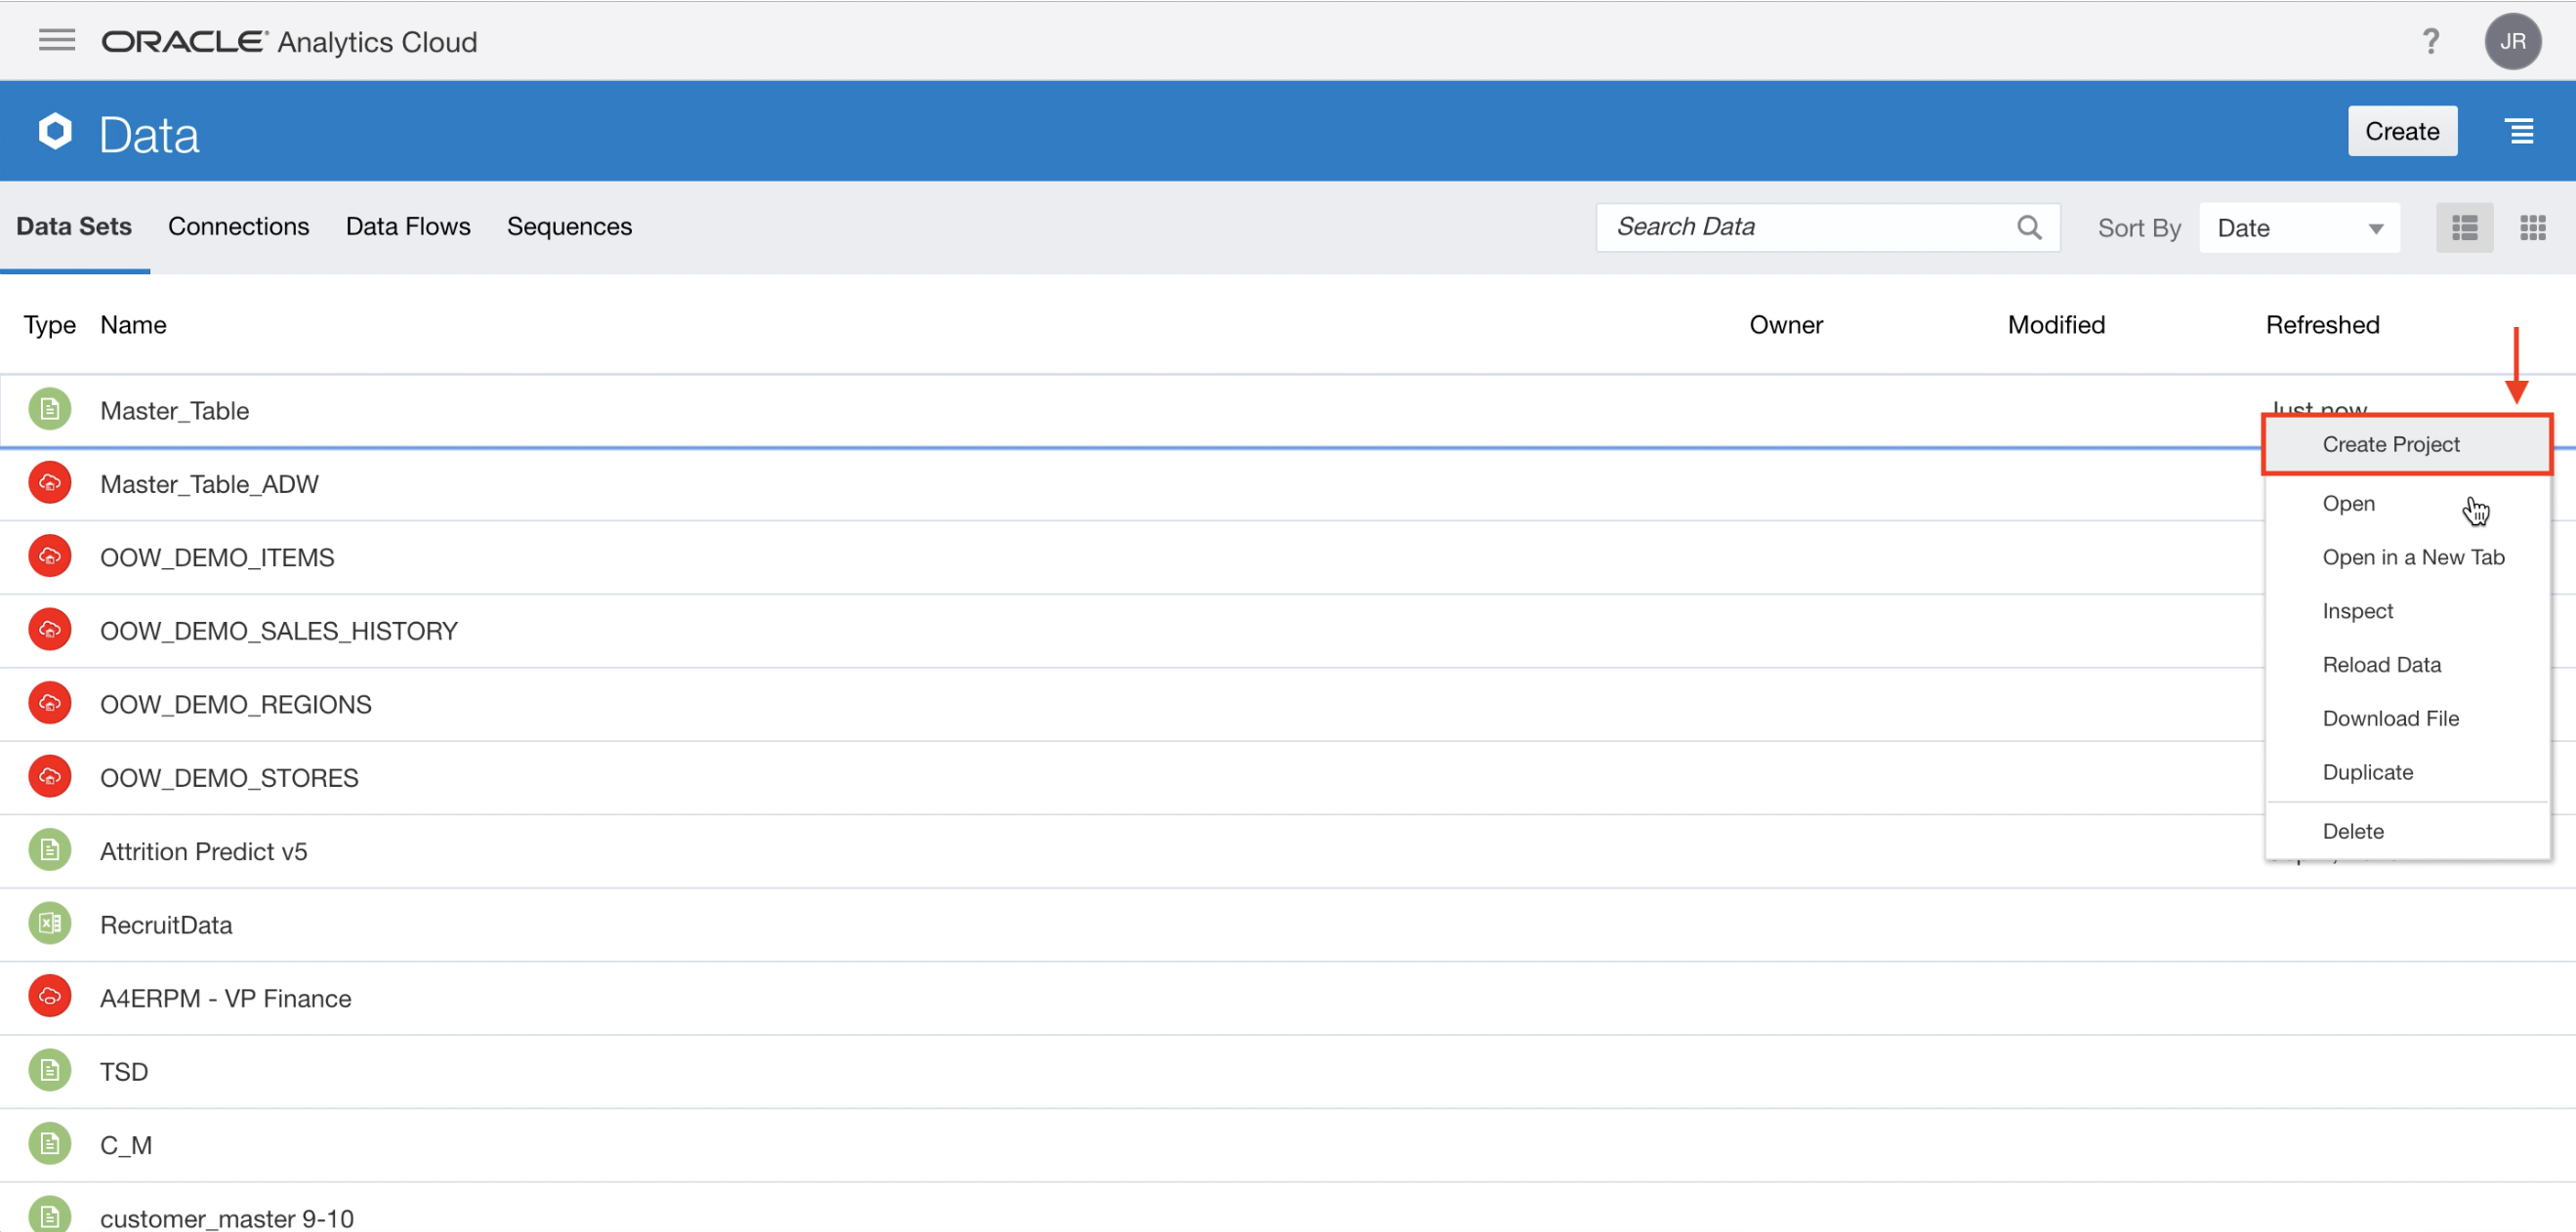 ORACLE Analytics Cloud
? JR
Data
Create
Data Sets Connections Data Flows Sequences
Search Data Sort By Date
Type Name Owner Modified Refreshed
Master_Table Just now
Create Project
Master_Table_ADW
Open
OOW_DEMO_ITEMS
Open in a New Tab
Inspect
OOW_DEMO_SALES_HISTORY
Reload Data
OOW_DEMO_REGIONS
Download File
OOW_DEMO_STORES
Duplicate
Delete
Attrition Predict v5
RecruitData
A4ERPM - VP Finance
TSD
C_M
customer_master 9-10